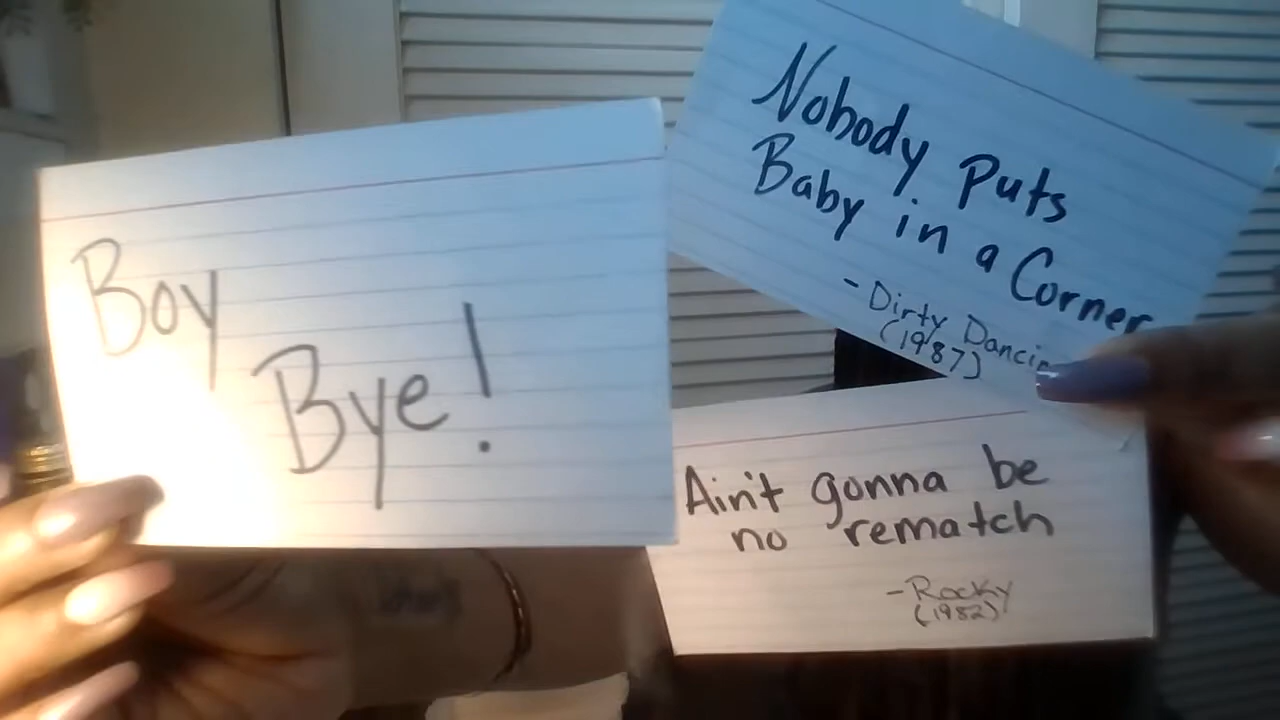 Boy
Bye!
Nobody Puts
Baby in a Corner
- Dirty Dancin
(1987)
Ain't gonna be
no rematch
- Rocky
(1982)